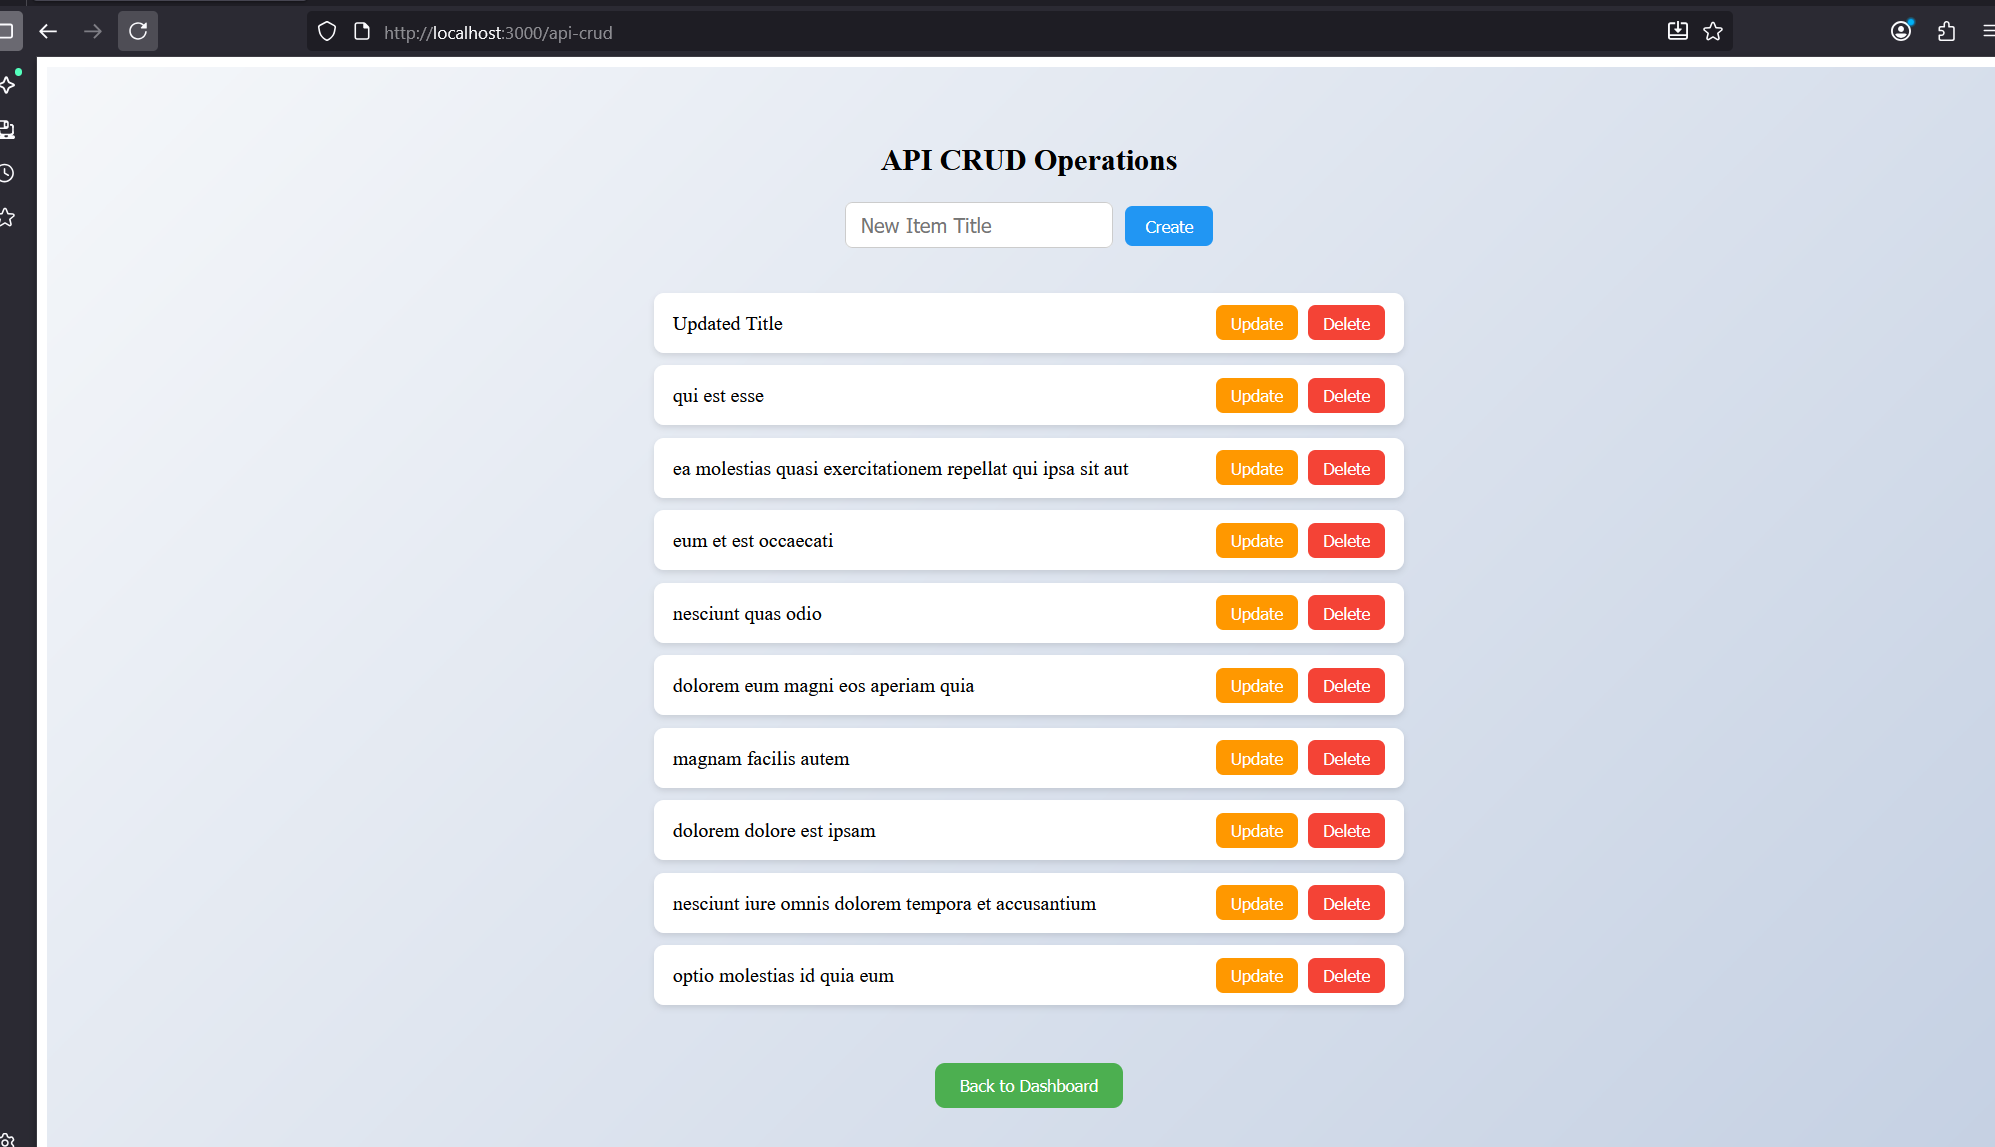 http://localhost:3000/api-crud
API CRUD Operations
New Item Title Create
Updated Title Update Delete
qui est esse Update Delete
ea molestias quasi exercitationem repellat qui ipsa sit aut Update Delete
eum et est occaecati Update Delete
nesciunt quas odio Update Delete
dolorem eum magni eos aperiam quia Update Delete
magnam facilis autem Update Delete
dolorem dolore est ipsam Update Delete
nesciunt iure omnis dolorem tempora et accusantium Update Delete
optio molestias id quia eum Update Delete
Back to Dashboard